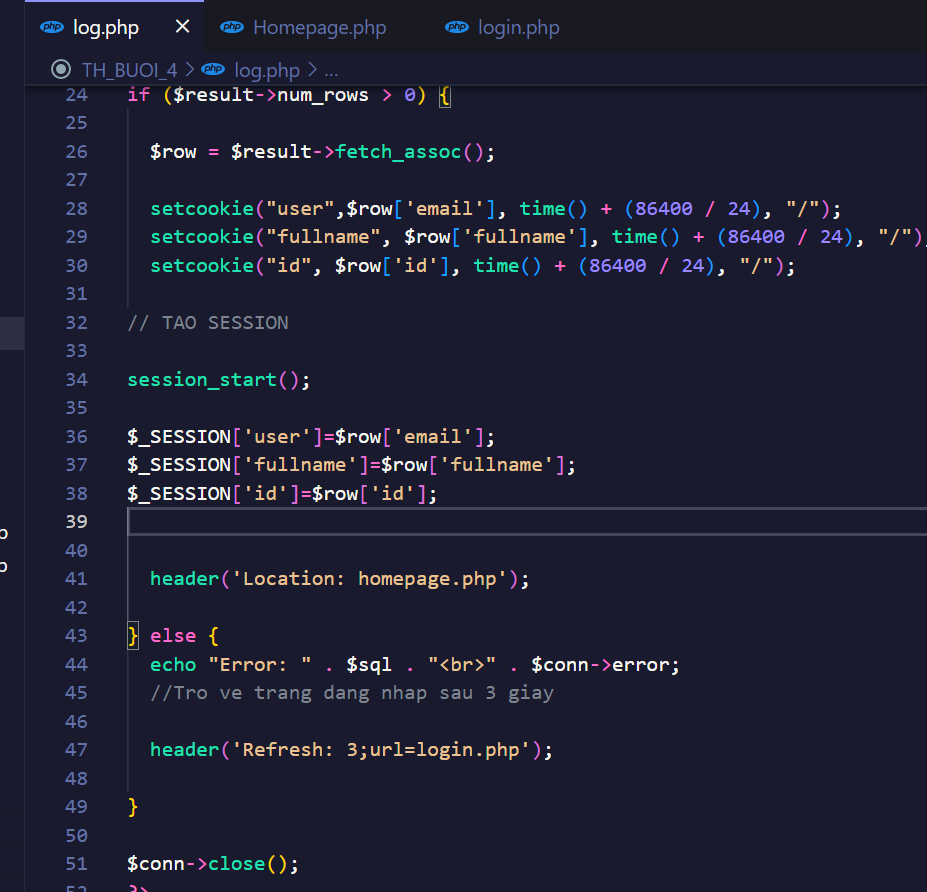 php log.php × php Homepage.php php login.php
TH_BUOI_4 > php log.php > ...
24 if ($result->num_rows > 0) {
25
26 $row = $result->fetch_assoc();
27
28 setcookie("user",$row['email'], time() + (86400 / 24), "/");
29 setcookie("fullname", $row['fullname'], time() + (86400 / 24), "/")
30 setcookie("id", $row['id'], time() + (86400 / 24), "/");
31
32 // TAO SESSION
33
34 session_start();
35
36 $_SESSION['user']=$row['email'];
37 $_SESSION['fullname']=$row['fullname'];
38 $_SESSION['id']=$row['id'];
39
40
41 header('Location: homepage.php');
42
43 } else {
44 echo "Error: " . $sql . "<br>" . $conn->error;
45 //Tro ve trang dang nhap sau 3 giay
46
47 header('Refresh: 3;url=login.php');
48
49 }
50
51 $conn->close();